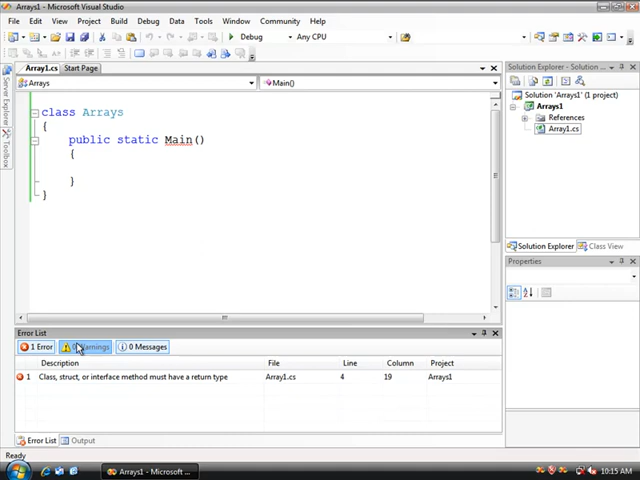 Arrays1 - Microsoft Visual Studio
File Edit View Project Build Debug Data Tools Window Community Help
Debug Any CPU
Array1.cs Start Page
Arrays Main()
class Arrays
{
public static Main()
{
}
}
Server Explorer
Toolbox
Solution Explorer - Solution ...
Solution 'Arrays1' (1 project)
Arrays1
References
Array1.cs
Solution Explorer Class View
Properties
Error List
1 Error 0 Warnings 0 Messages
Description File Line Column Project
1 Class, struct, or interface method must have a return type Array1.cs 4 19 Arrays1
Error List Output
Ready
Arrays1 - Microsoft ... 10:15 AM